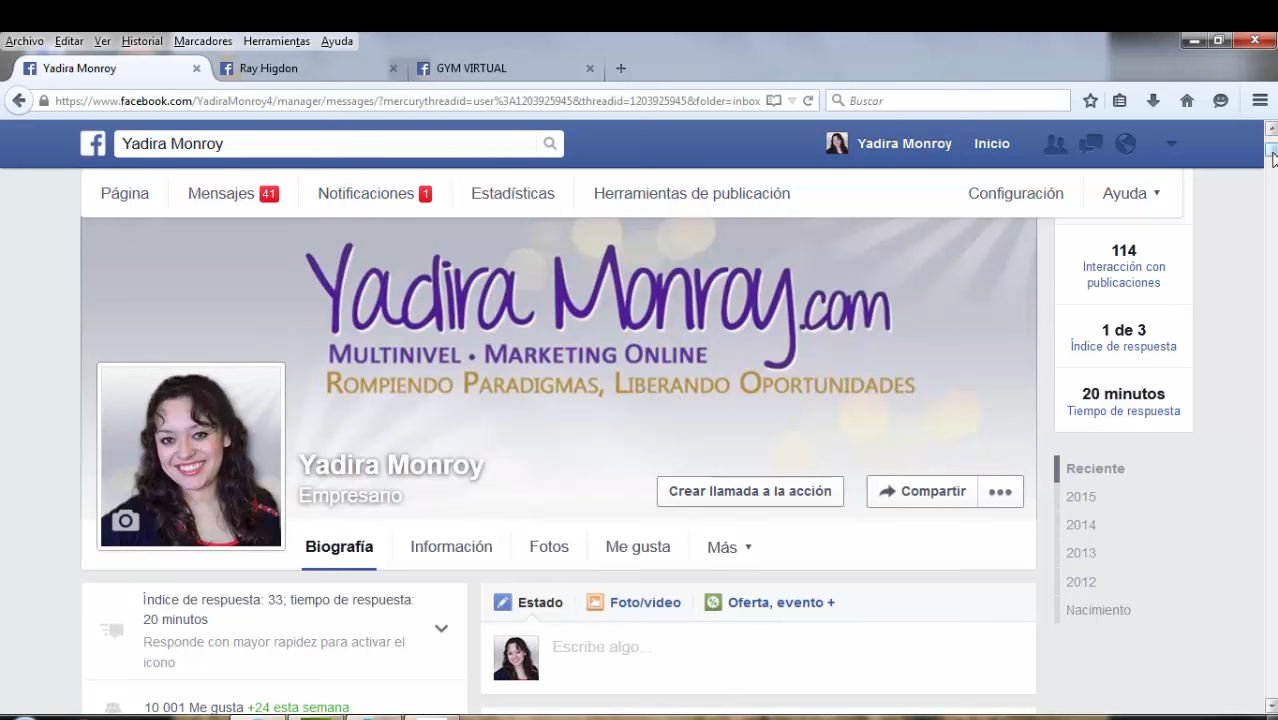 Archivo Editar Ver Historial Marcadores Herramientas Ayuda
Yadira Monroy Ray Higdon GYM VIRTUAL
https://www.facebook.com/YadiraMonroy4/manager/messages/?mercurythreadid=user%3A1203925945&threadid=1203925945&folder=inbox Buscar
Yadira Monroy Yadira Monroy Inicio
Página Mensajes 41 Notificaciones 1 Estadísticas Herramientas de publicación Configuración Ayuda
Yadira Monroy.com
MULTINIVEL • MARKETING ONLINE
ROMPIENDO PARADIGMAS, LIBERANDO OPORTUNIDADES
Yadira Monroy
Empresario
Crear llamada a la acción Compartir
Biografía Información Fotos Me gusta Más
114
Interacción con
publicaciones
1 de 3
Índice de respuesta
20 minutos
Tiempo de respuesta
Reciente
2015
2014
2013
2012
Nacimiento
Índice de respuesta: 33; tiempo de respuesta:
20 minutos
Responde con mayor rapidez para activar el
icono
10 001 Me gusta +24 esta semana
Estado Foto/video Oferta, evento +
Escribe algo...